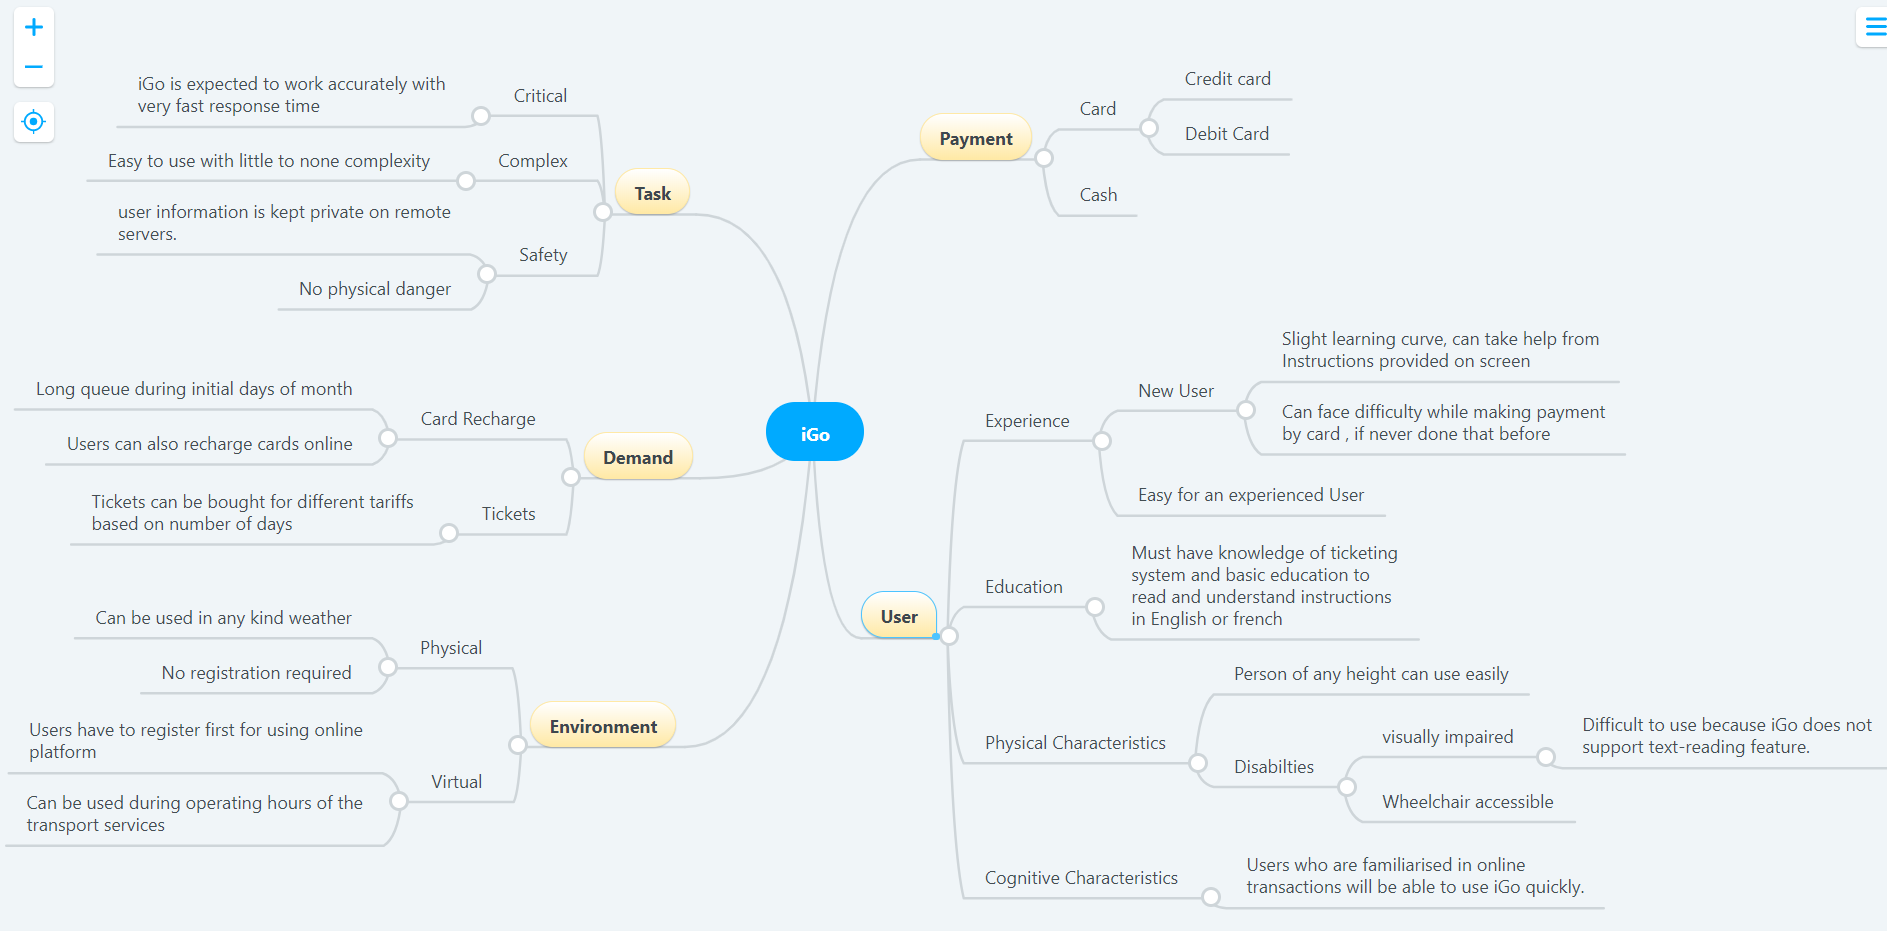 iGo
Task
Critical
iGo is expected to work accurately with
very fast response time
Complex
Easy to use with little to none complexity
Safety
user information is kept private on remote
servers.
No physical danger
Demand
Card Recharge
Long queue during initial days of month
Users can also recharge cards online
Tickets
Tickets can be bought for different tariffs
based on number of days
Environment
Physical
Can be used in any kind weather
No registration required
Virtual
Users have to register first for using online
platform
Can be used during operating hours of the
transport services
Payment
Card
Credit card
Debit Card
Cash
User
Experience
New User
Slight learning curve, can take help from
Instructions provided on screen
Can face difficulty while making payment
by card , if never done that before
Easy for an experienced User
Education
Must have knowledge of ticketing
system and basic education to
read and understand instructions
in English or french
Physical Characteristics
Person of any height can use easily
Disabilties
visually impaired
Difficult to use because iGo does not
support text-reading feature.
Wheelchair accessible
Cognitive Characteristics
Users who are familiarised in online
transactions will be able to use iGo quickly.